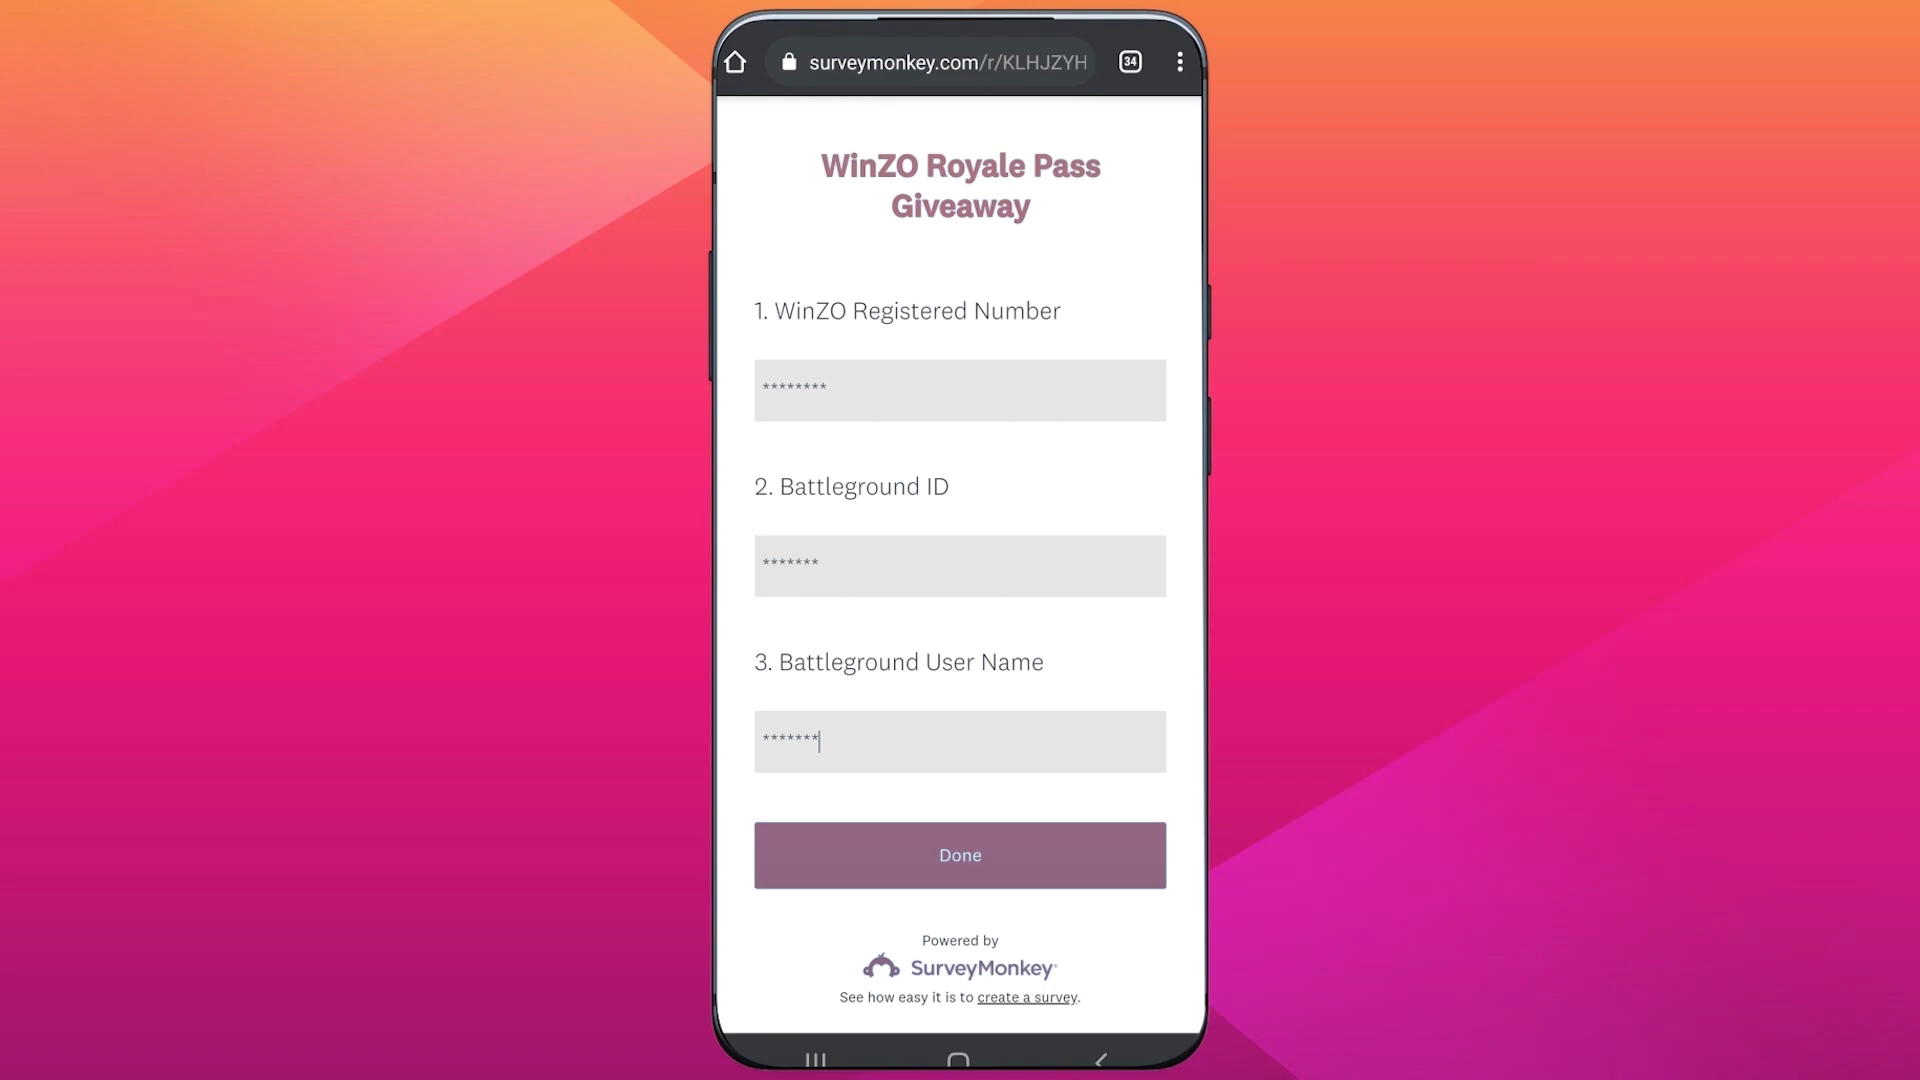 surveymonkey.com/r/KLHJZYH
34
WinZO Royale Pass
Giveaway
1. WinZO Registered Number
********
2. Battleground ID
*******
3. Battleground User Name
*******
Done
Powered by
SurveyMonkey®
See how easy it is to create a survey.